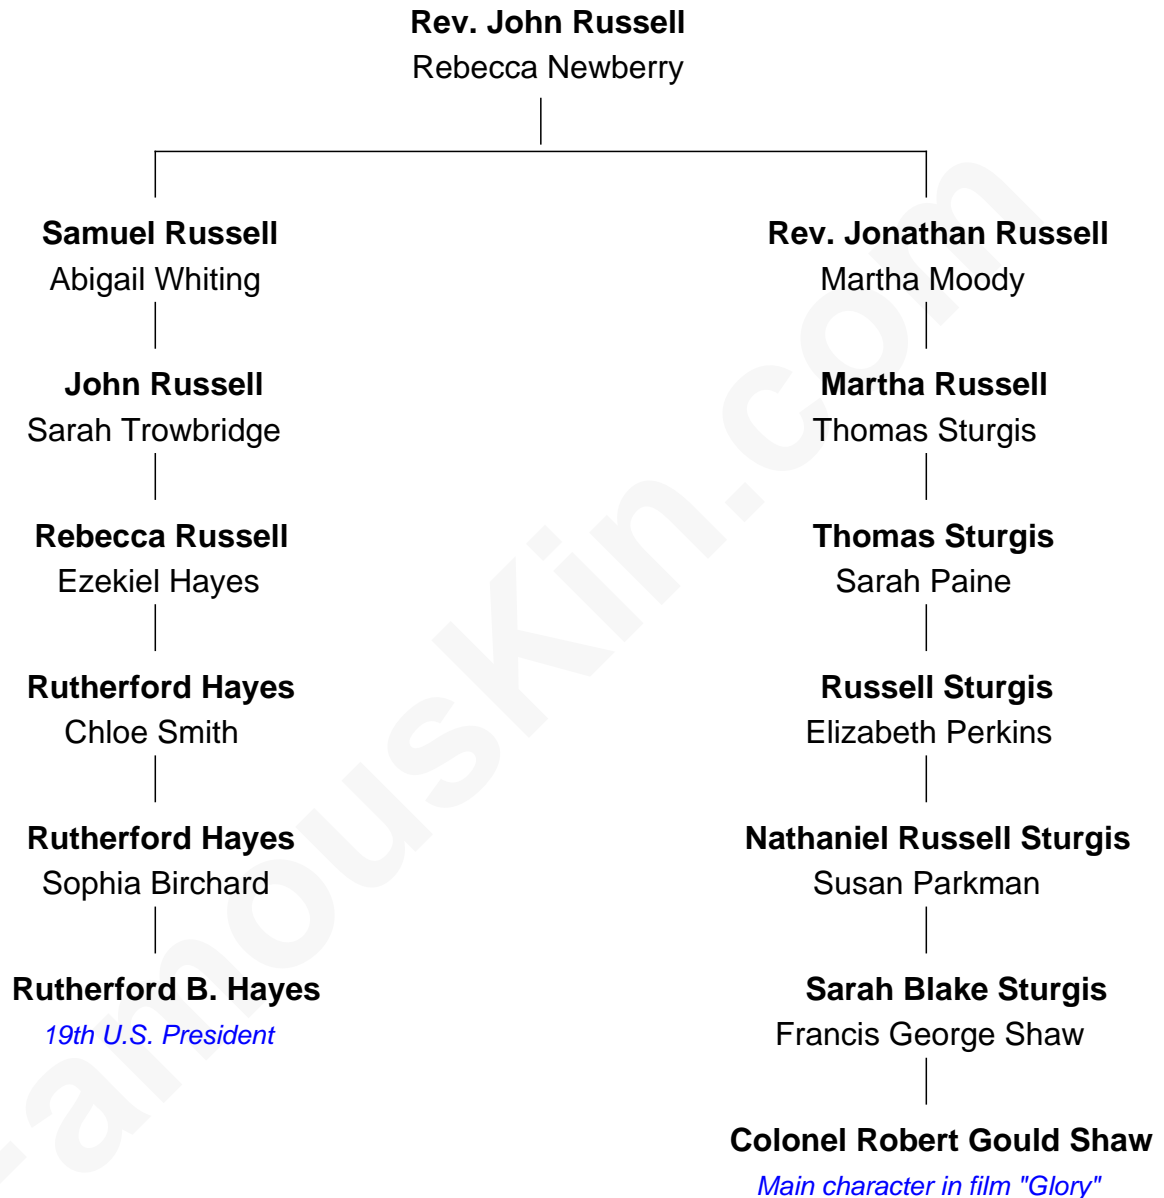 Rev. John Russell
Rebecca Newberry
Samuel Russell
Abigail Whiting
John Russell
Sarah Trowbridge
Rebecca Russell
Ezekiel Hayes
Rutherford Hayes
Chloe Smith
Rutherford Hayes
Sophia Birchard
Rutherford B. Hayes
19th U.S. President
Rev. Jonathan Russell
Martha Moody
Martha Russell
Thomas Sturgis
Thomas Sturgis
Sarah Paine
Russell Sturgis
Elizabeth Perkins
Nathaniel Russell Sturgis
Susan Parkman
Sarah Blake Sturgis
Francis George Shaw
Colonel Robert Gould Shaw
Main character in film "Glory"
FamousKin.com